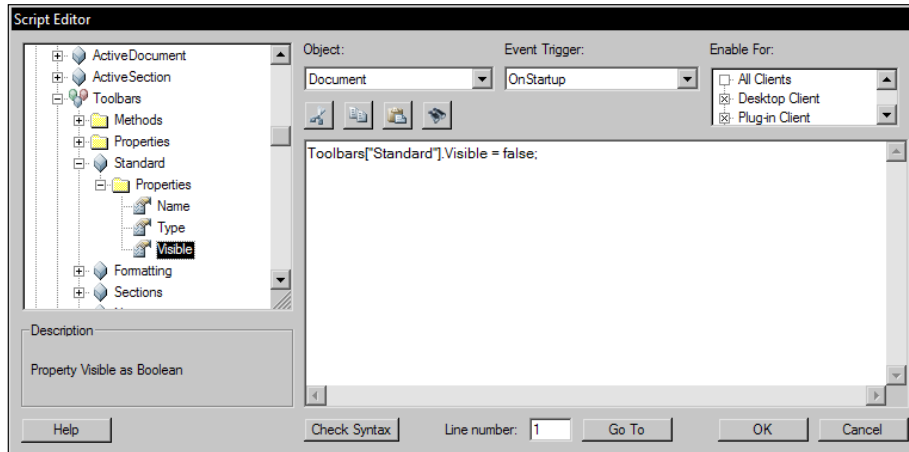 Script Editor
ActiveDocument
ActiveSection
Toolbars
Methods
Properties
Standard
Properties
Name
Type
Visible
Formatting
Sections
Description
Property Visible as Boolean
Help
Object:
Document
Event Trigger:
OnStartup
Enable For:
All Clients
Desktop Client
Plug-in Client
Toolbars["Standard"].Visible = false;
Check Syntax
Line number: 1
Go To
OK
Cancel